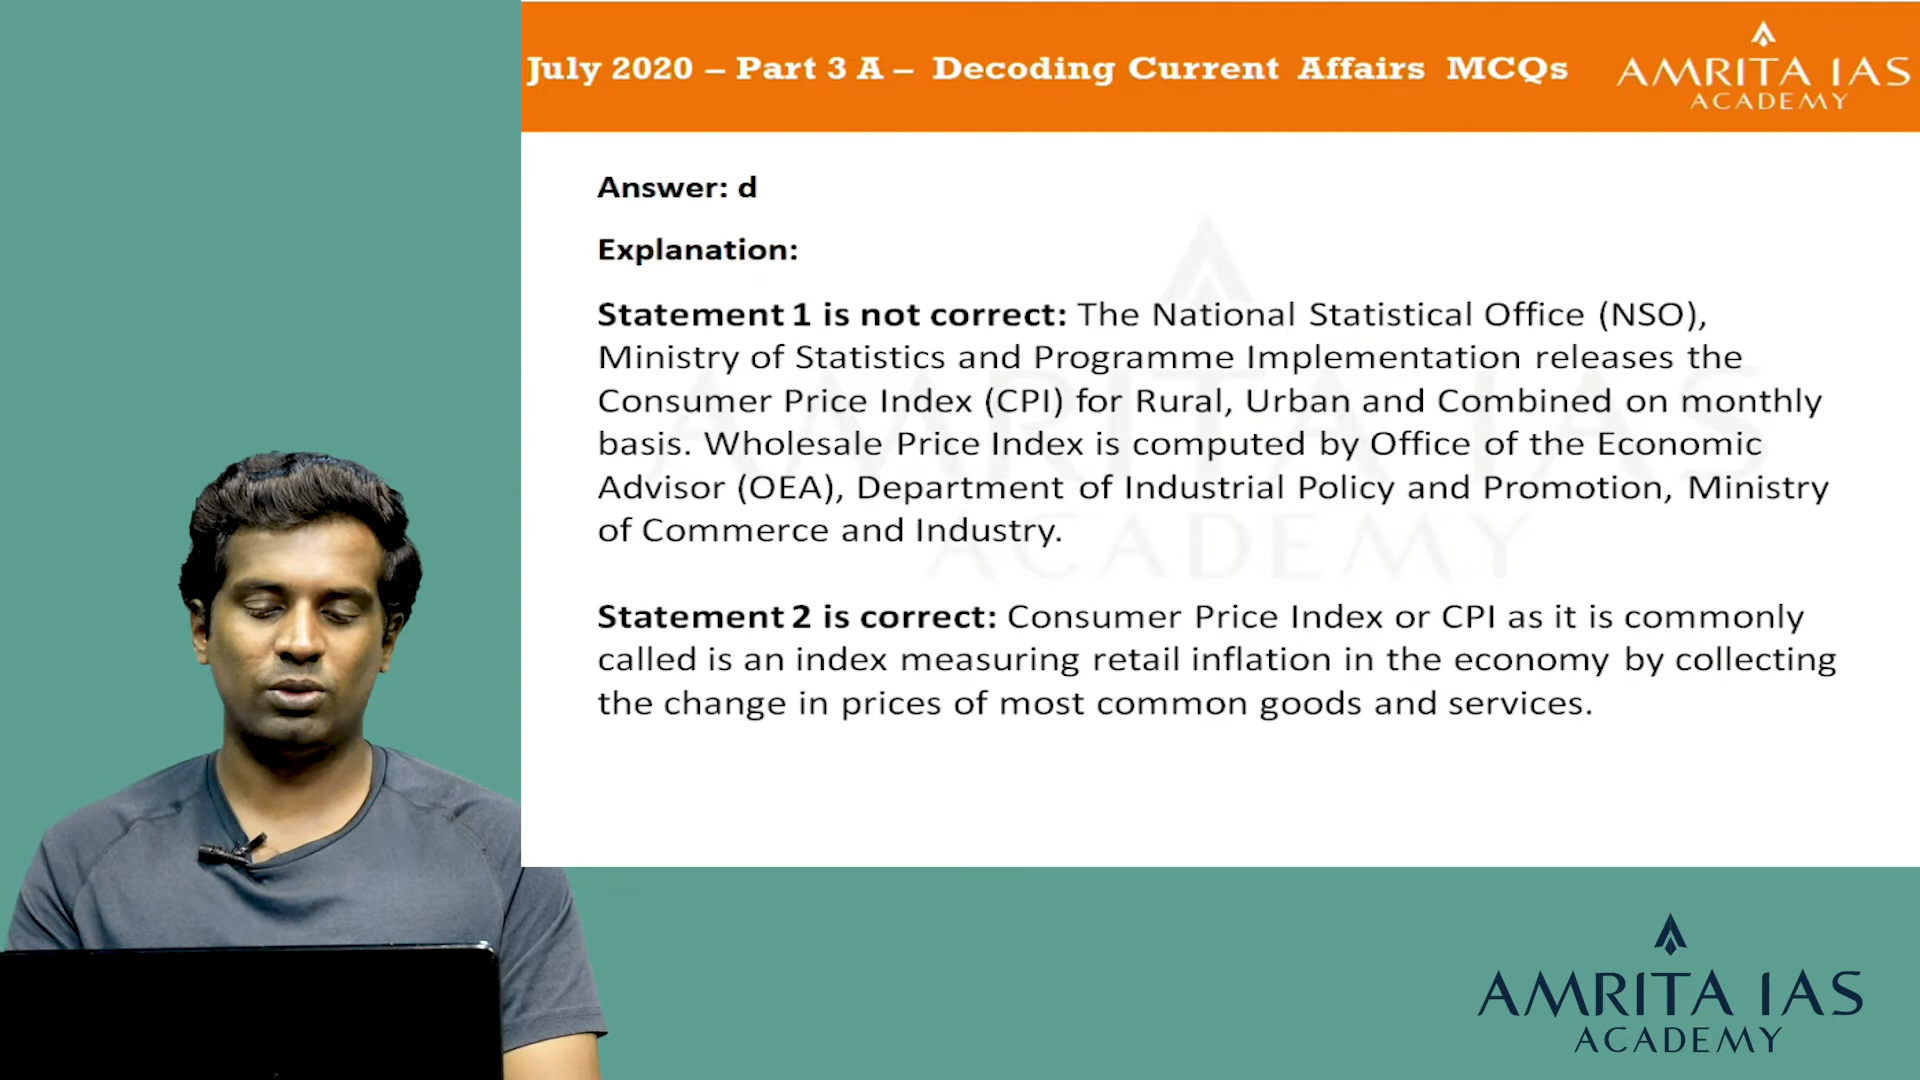 July 2020 – Part 3 A – Decoding Current Affairs MCQs
AMRITA IAS
ACADEMY
Answer: d
Explanation:
Statement 1 is not correct: The National Statistical Office (NSO),
Ministry of Statistics and Programme Implementation releases the
Consumer Price Index (CPI) for Rural, Urban and Combined on monthly
basis. Wholesale Price Index is computed by Office of the Economic
Advisor (OEA), Department of Industrial Policy and Promotion, Ministry
of Commerce and Industry.
Statement 2 is correct: Consumer Price Index or CPI as it is commonly
called is an index measuring retail inflation in the economy by collecting
the change in prices of most common goods and services.
AMRITA IAS
ACADEMY
AMRITA IAS
ACADEMY